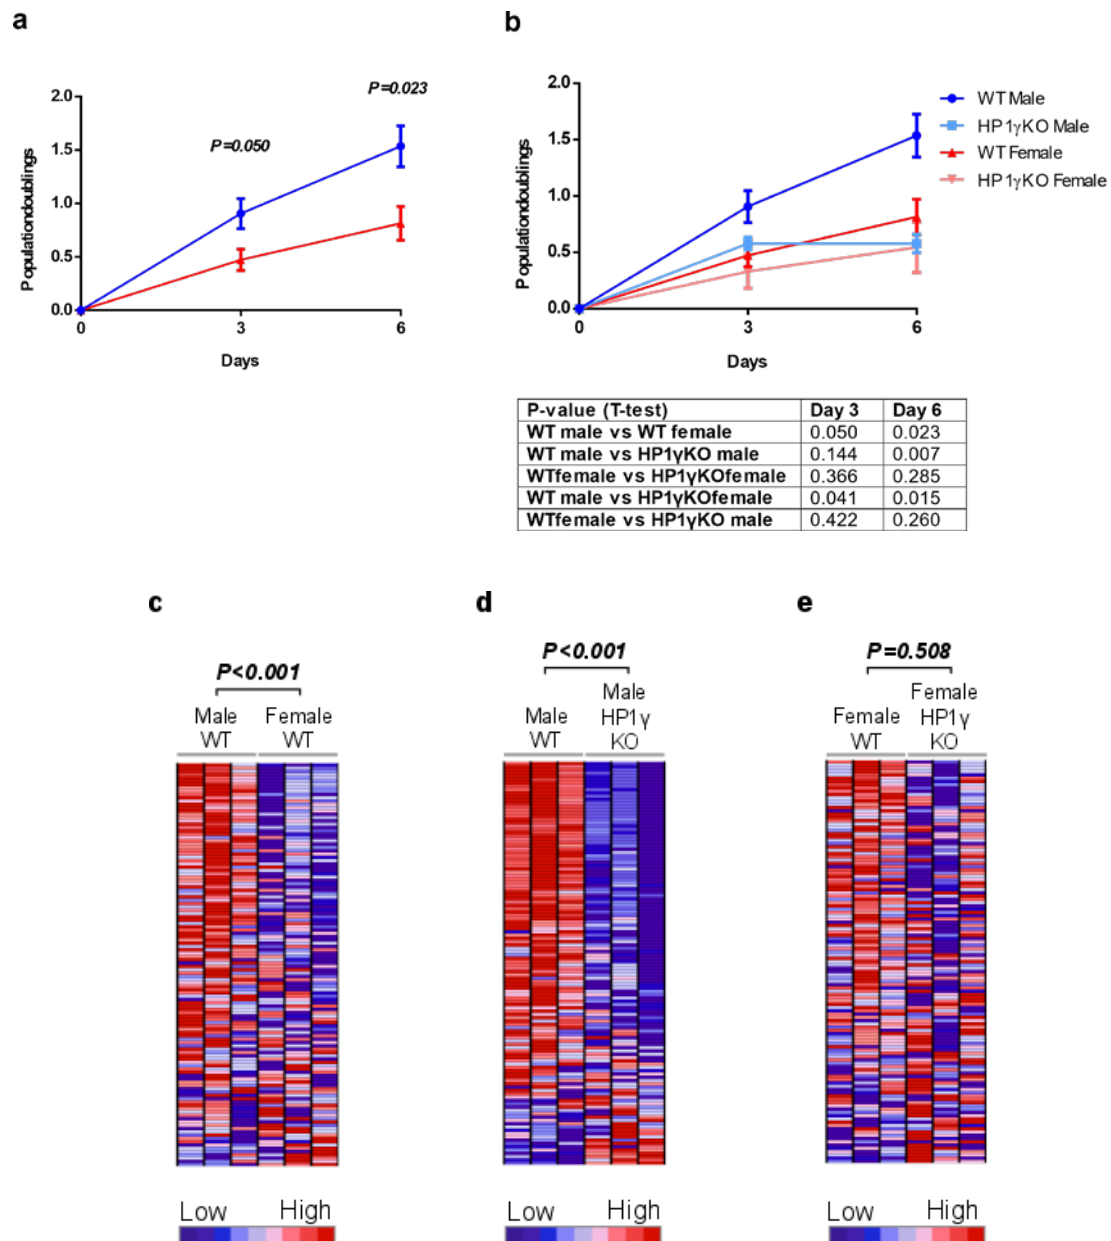 a
P=0.023
P=0.050
2.0
1.5
1.0
0.5
0.0
Populationdoublings
0 3 6
Days
b
2.0
1.5
1.0
0.5
0.0
Populationdoublings
0 3 6
Days
WT Male
HP1γKO Male
WT Female
HP1γKO Female
P-value (T-test) Day 3 Day 6
WT male vs WT female 0.050 0.023
WT male vs HP1γKO male 0.144 0.007
WTfemale vs HP1γKOfemale 0.366 0.285
WT male vs HP1γKOfemale 0.041 0.015
WTfemale vs HP1γKO male 0.422 0.260
c
P<0.001
Male Female
WT WT
Low High
d
P<0.001
Male
Male HP1γ
WT KO
Low High
e
P=0.508
Female
Female HP1γ
WT KO
Low High